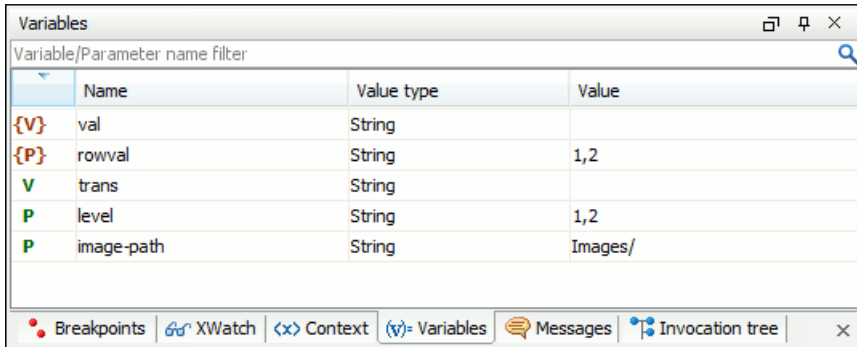 Variables
Variable/Parameter name filter
Name Value type Value
{V} val String
{P} rowval String 1,2
V trans String
P level String 1,2
P image-path String Images/
Breakpoints XWatch <x> Context (v)= Variables Messages Invocation tree